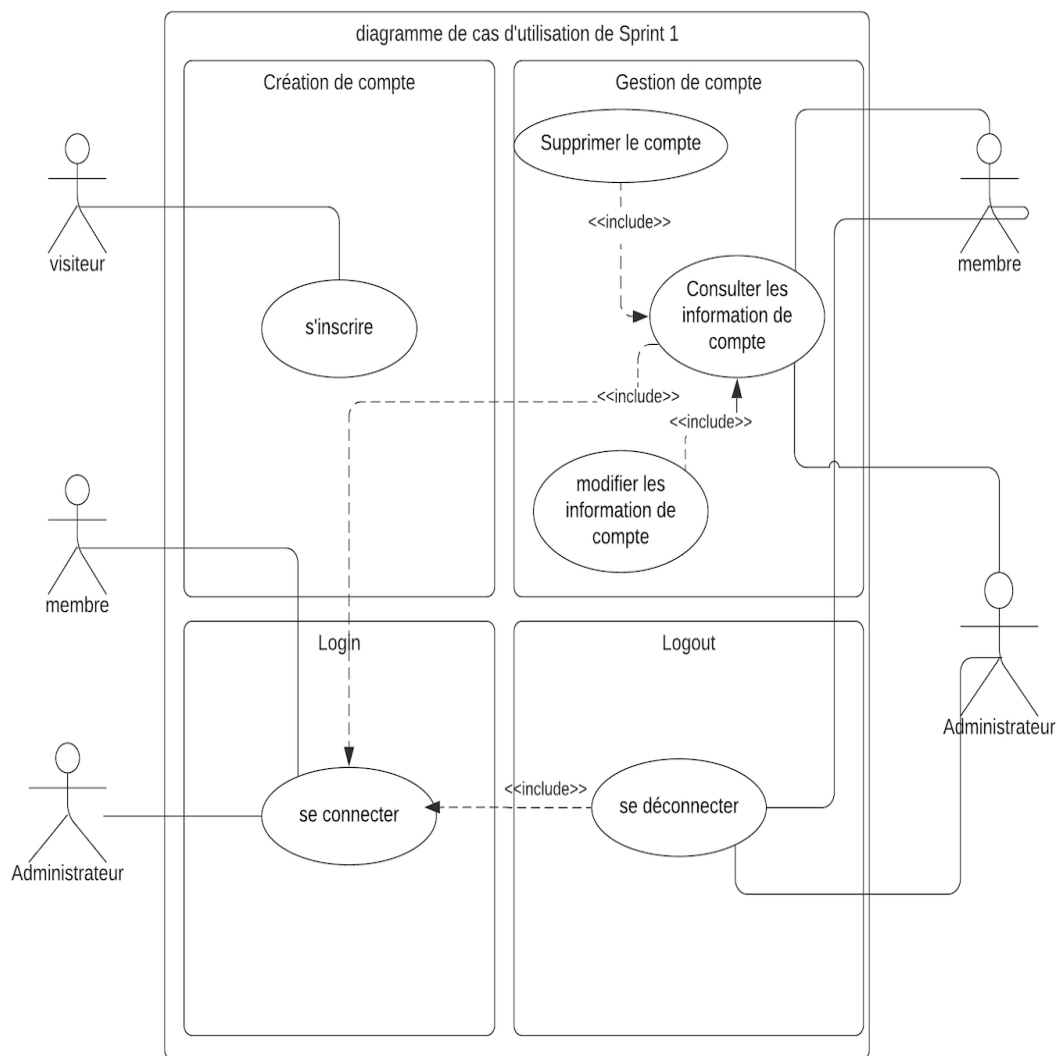 diagramme de cas d'utilisation de Sprint 1
Création de compte
Gestion de compte
Supprimer le compte
<<include>>
visiteur
membre
Consulter les
information de
compte
s'inscrire
<<include>>
<<include>>
modifier les
information de
compte
membre
Login
Logout
Administrateur
<<include>>
se connecter
se déconnecter
Administrateur